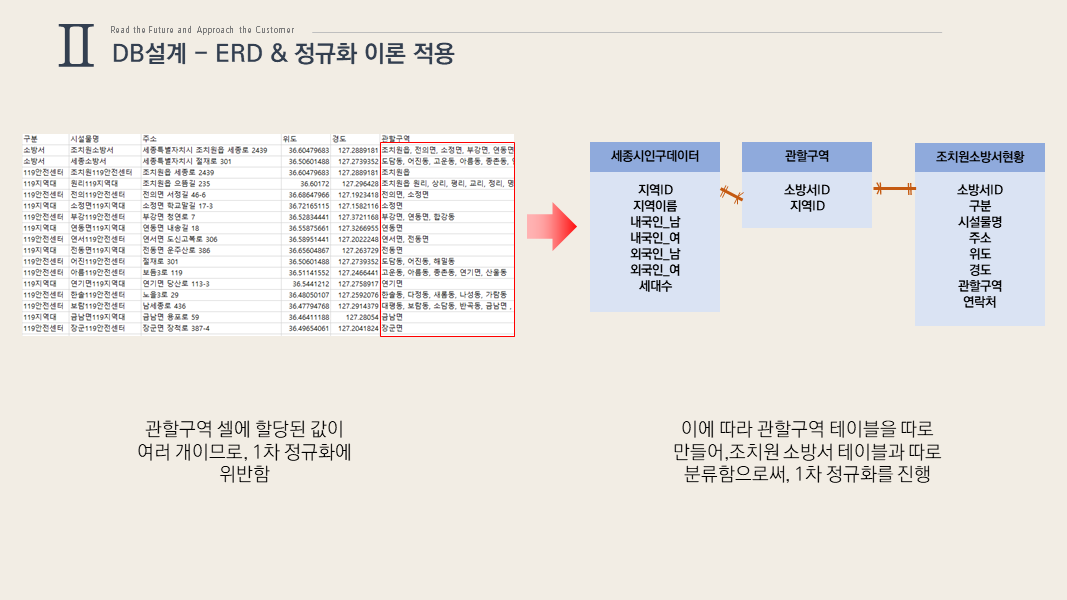 Ⅱ
Read the Future and Approach the Customer
DB설계 – ERD & 정규화 이론 적용
구분 시설물명 주소 위도 경도 관할구역
소방서 조치원소방서 세종특별자치시 조치원읍 세종로 2439 36.60479683 127.2889181 조치원읍, 전의면, 소정면, 부강면, 연동면
소방서 세종소방서 세종특별자치시 절재로 301 36.50601488 127.2739352 도담동, 어진동, 고운동, 아름동, 종촌동,
119안전센터 조치원119안전센터 조치원읍 세종로 2439 36.60479683 127.2889181 조치원읍
119지역대 원리119지역대 조치원읍 으뜸길 235 36.60172 127.296428 조치원읍 원리, 상리, 평리, 교리, 정리, 명
119안전센터 전의119안전센터 전의면 서정길 46-6 36.68647966 127.1923418 전의면, 소정면
119지역대 소정면119지역대 소정면 학교말길 17-3 36.72165115 127.1582116 소정면
119안전센터 부강119안전센터 부강면 청연로 7 36.52834441 127.3721168 부강면, 연동면, 합강동
119지역대 연동면119지역대 연동면 내송길 18 36.55875661 127.3266955 연동면
119안전센터 연서119안전센터 연서면 도신고복로 306 36.58951441 127.2022248 연서면, 연동면
119지역대 전동면119지역대 전동면 운주산로 386 36.65604867 127.263729 전동면
119안전센터 어진119안전센터 절재로 301 36.50601488 127.2739352 도담동, 어진동, 해밀동
119안전센터 아름119안전센터 보듬3로 119 36.51141552 127.2466441 고운동, 아름동, 종촌동, 연기면, 산울동
119지역대 연기면119지역대 연기면 당산로 113-3 36.5441212 127.2758917 연기면
119안전센터 한솔119안전센터 노을3로 29 36.48050107 127.2592076 한솔동, 다정동, 새롬동, 나성동, 가람동
119안전센터 보람119안전센터 남세종로 436 36.47794768 127.2914379 대평동, 보람동, 소담동, 반곡동, 금남면 ,
119지역대 금남면119지역대 금남면 용포로 59 36.46411188 127.28054 금남면
119안전센터 장군119안전센터 장군면 장척로 387-4 36.49654061 127.2041824 장군면
세종시인구데이터
지역ID
지역이름
내국인_남
내국인_여
외국인_남
외국인_여
세대수
관할구역
소방서ID
지역ID
조치원소방서현황
소방서ID
구분
시설물명
주소
위도
경도
관할구역
연락처
관할구역 셀에 할당된 값이
여러 개이므로, 1차 정규화에
위반함
이에 따라 관할구역 테이블을 따로
만들어,조치원 소방서 테이블과 따로
분류함으로써, 1차 정규화를 진행